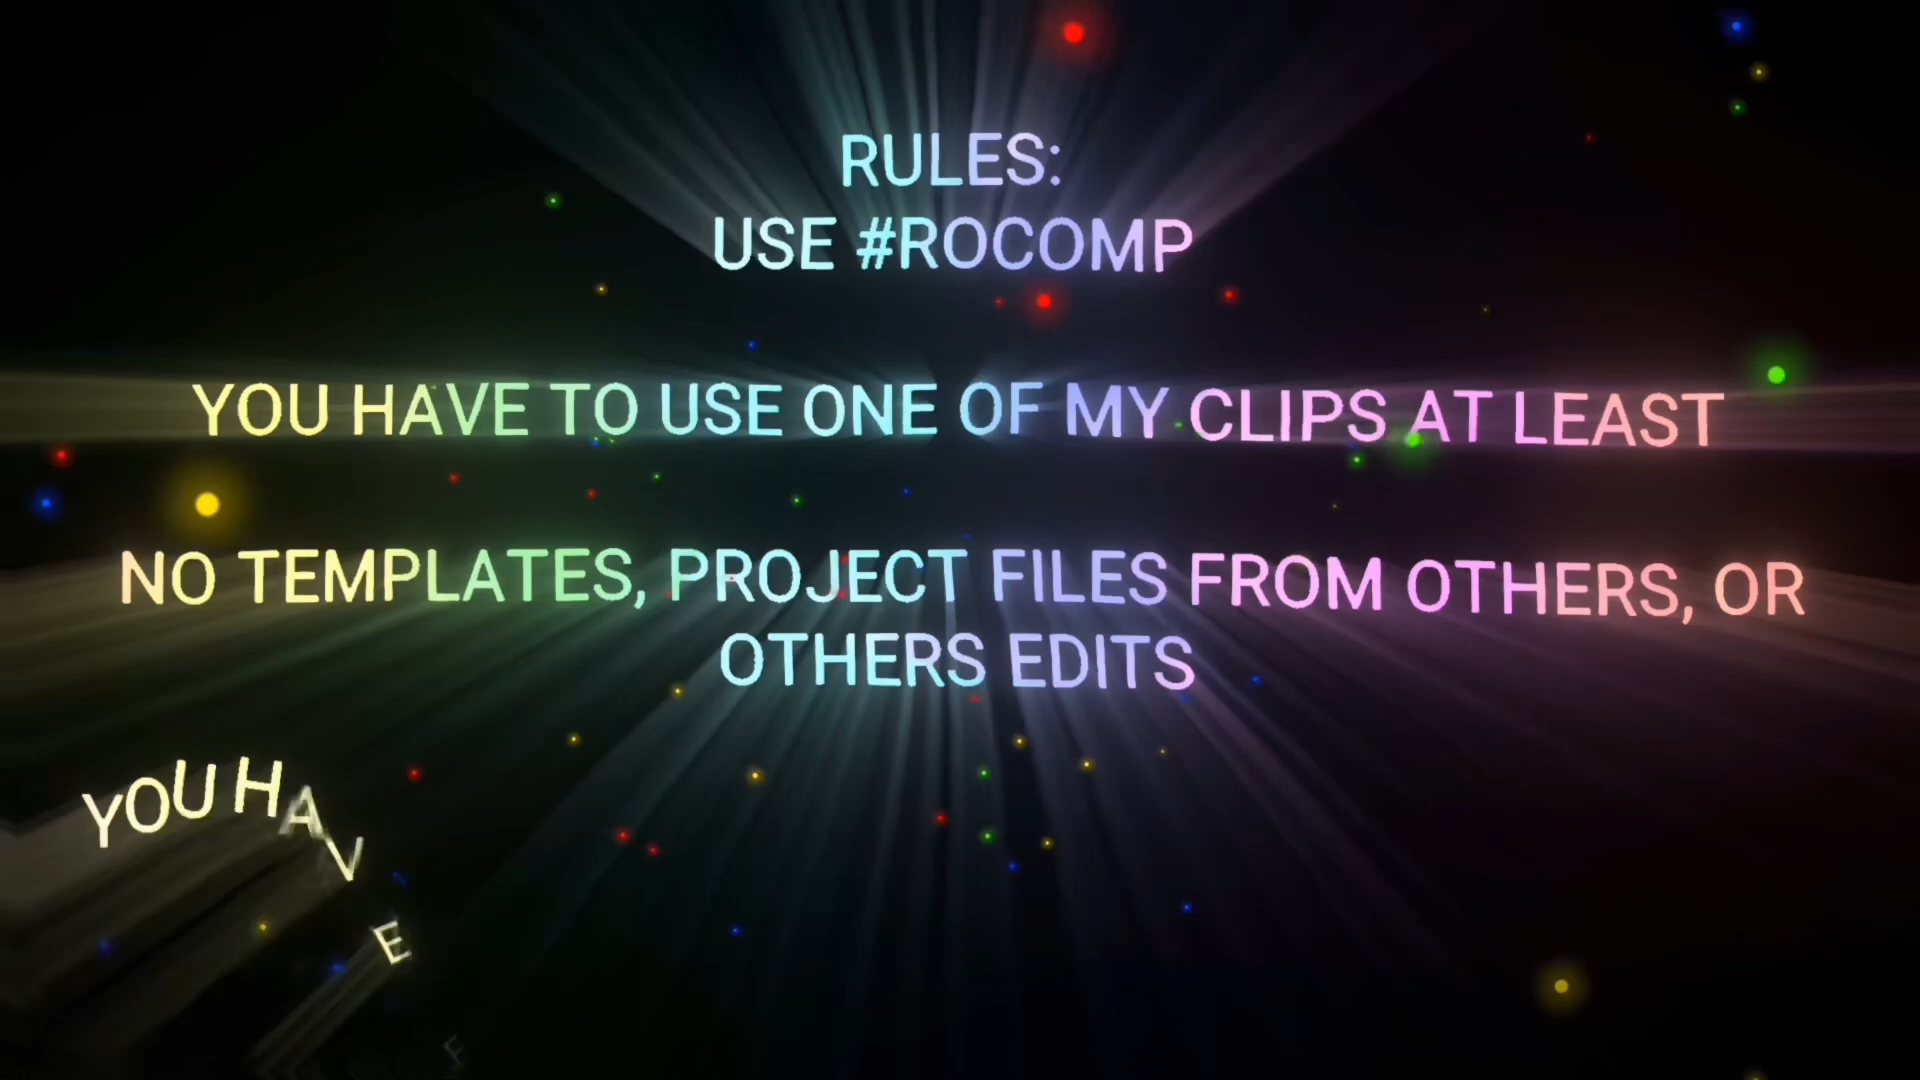 RULES:
USE #ROCOMP
YOU HAVE TO USE ONE OF MY CLIPS AT LEAST
NO TEMPLATES, PROJECT FILES FROM OTHERS, OR
OTHERS EDITS
YOU HAVE